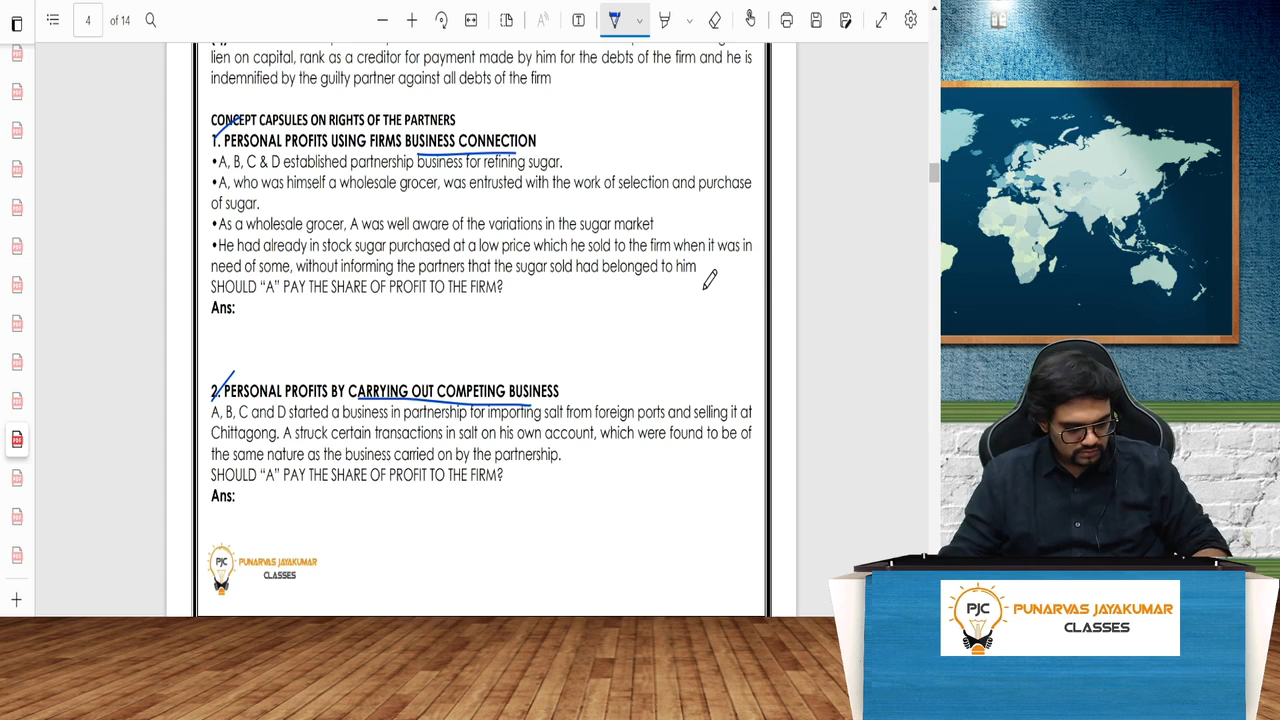 4 of 14
lien on capital, rank as a creditor for payment made by him for the debts of the firm and he is
indemnified by the guilty partner against all debts of the firm
CONCEPT CAPSULES ON RIGHTS OF THE PARTNERS
1. PERSONAL PROFITS USING FIRMS BUSINESS CONNECTION
•A, B, C & D established partnership business for refining sugar.
•A, who was himself a wholesale grocer, was entrusted with the work of selection and purchase
of sugar.
•As a wholesale grocer, A was well aware of the variations in the sugar market
•He had already in stock sugar purchased at a low price which he sold to the firm when it was in
need of some, without informing the partners that the sugar sold had belonged to him
SHOULD “A” PAY THE SHARE OF PROFIT TO THE FIRM?
Ans:
2. PERSONAL PROFITS BY CARRYING OUT COMPETING BUSINESS
A, B, C and D started a business in partnership for importing salt from foreign ports and selling it at
Chittagong. A struck certain transactions in salt on his own account, which were found to be of
the same nature as the business carried on by the partnership.
SHOULD “A” PAY THE SHARE OF PROFIT TO THE FIRM?
Ans:
PJC
PUNARVAS JAYAKUMAR
CLASSES
PJC
PUNARVAS JAYAKUMAR
CLASSES